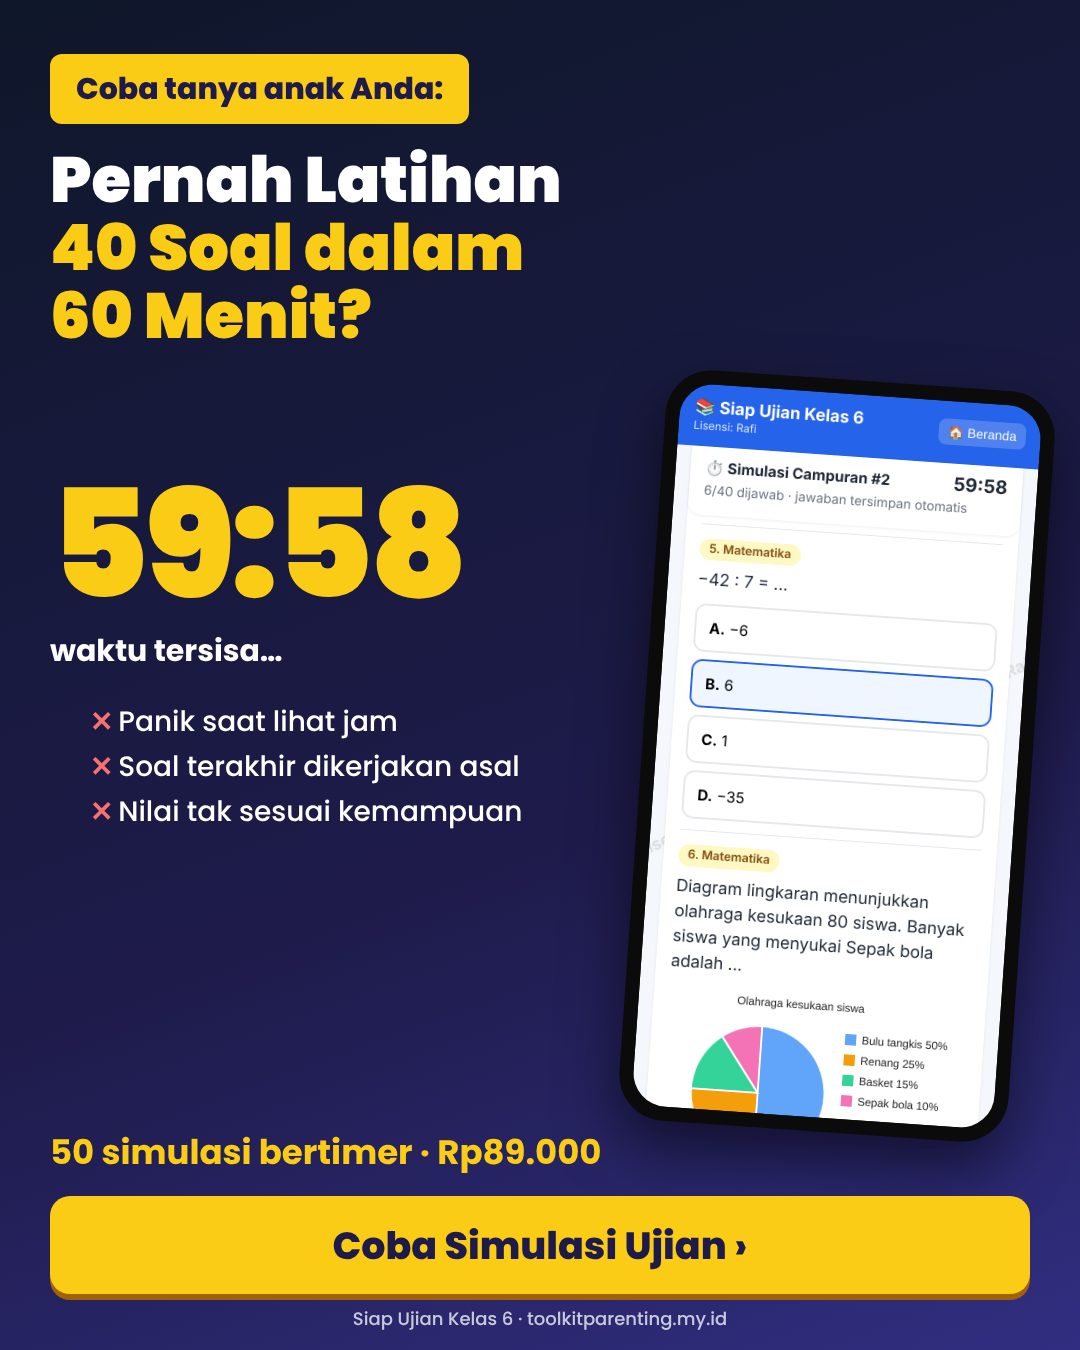 Coba tanya anak Anda:
Pernah Latihan
40 Soal dalam
60 Menit?
59:58
waktu tersisa...
✕ Panik saat lihat jam
✕ Soal terakhir dikerjakan asal
✕ Nilai tak sesuai kemampuan
📚 Siap Ujian Kelas 6
Lisensi: Rafi
🏠 Beranda
⏱️ Simulasi Campuran #2
59:58
6/40 dijawab · jawaban tersimpan otomatis
5. Matematika
−42 : 7 = ...
A. −6
B. 6
C. 1
D. −35
6. Matematika
Diagram lingkaran menunjukkan
olahraga kesukaan 80 siswa. Banyak
siswa yang menyukai Sepak bola
adalah ...
Olahraga kesukaan siswa
Bulu tangkis 50%
Renang 25%
Basket 15%
Sepak bola 10%
50 simulasi bertimer · Rp89.000
Coba Simulasi Ujian ›
Siap Ujian Kelas 6 · toolkitparenting.my.id